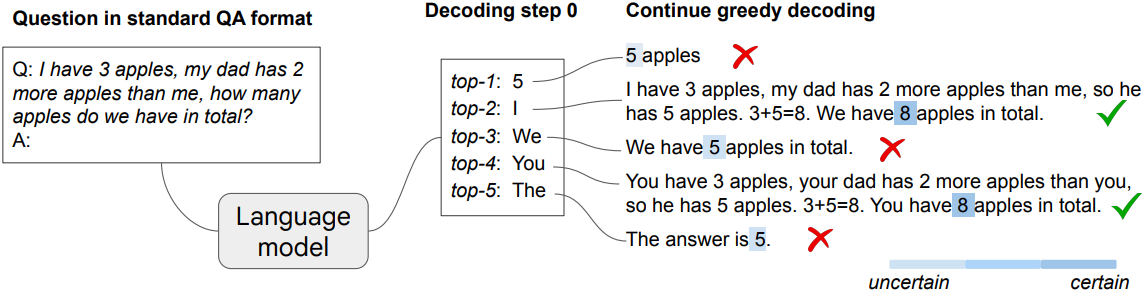 Question in standard QA format
Q: I have 3 apples, my dad has 2
more apples than me, how many
apples do we have in total?
A:
Language
model
Decoding step 0
top-1: 5
top-2: I
top-3: We
top-4: You
top-5: The
Continue greedy decoding
5 apples
I have 3 apples, my dad has 2 more apples than me, so he
has 5 apples. 3+5=8. We have 8 apples in total.
We have 5 apples in total.
You have 3 apples, your dad has 2 more apples than you,
so he has 5 apples. 3+5=8. You have 8 apples in total.
The answer is 5.
uncertain
certain